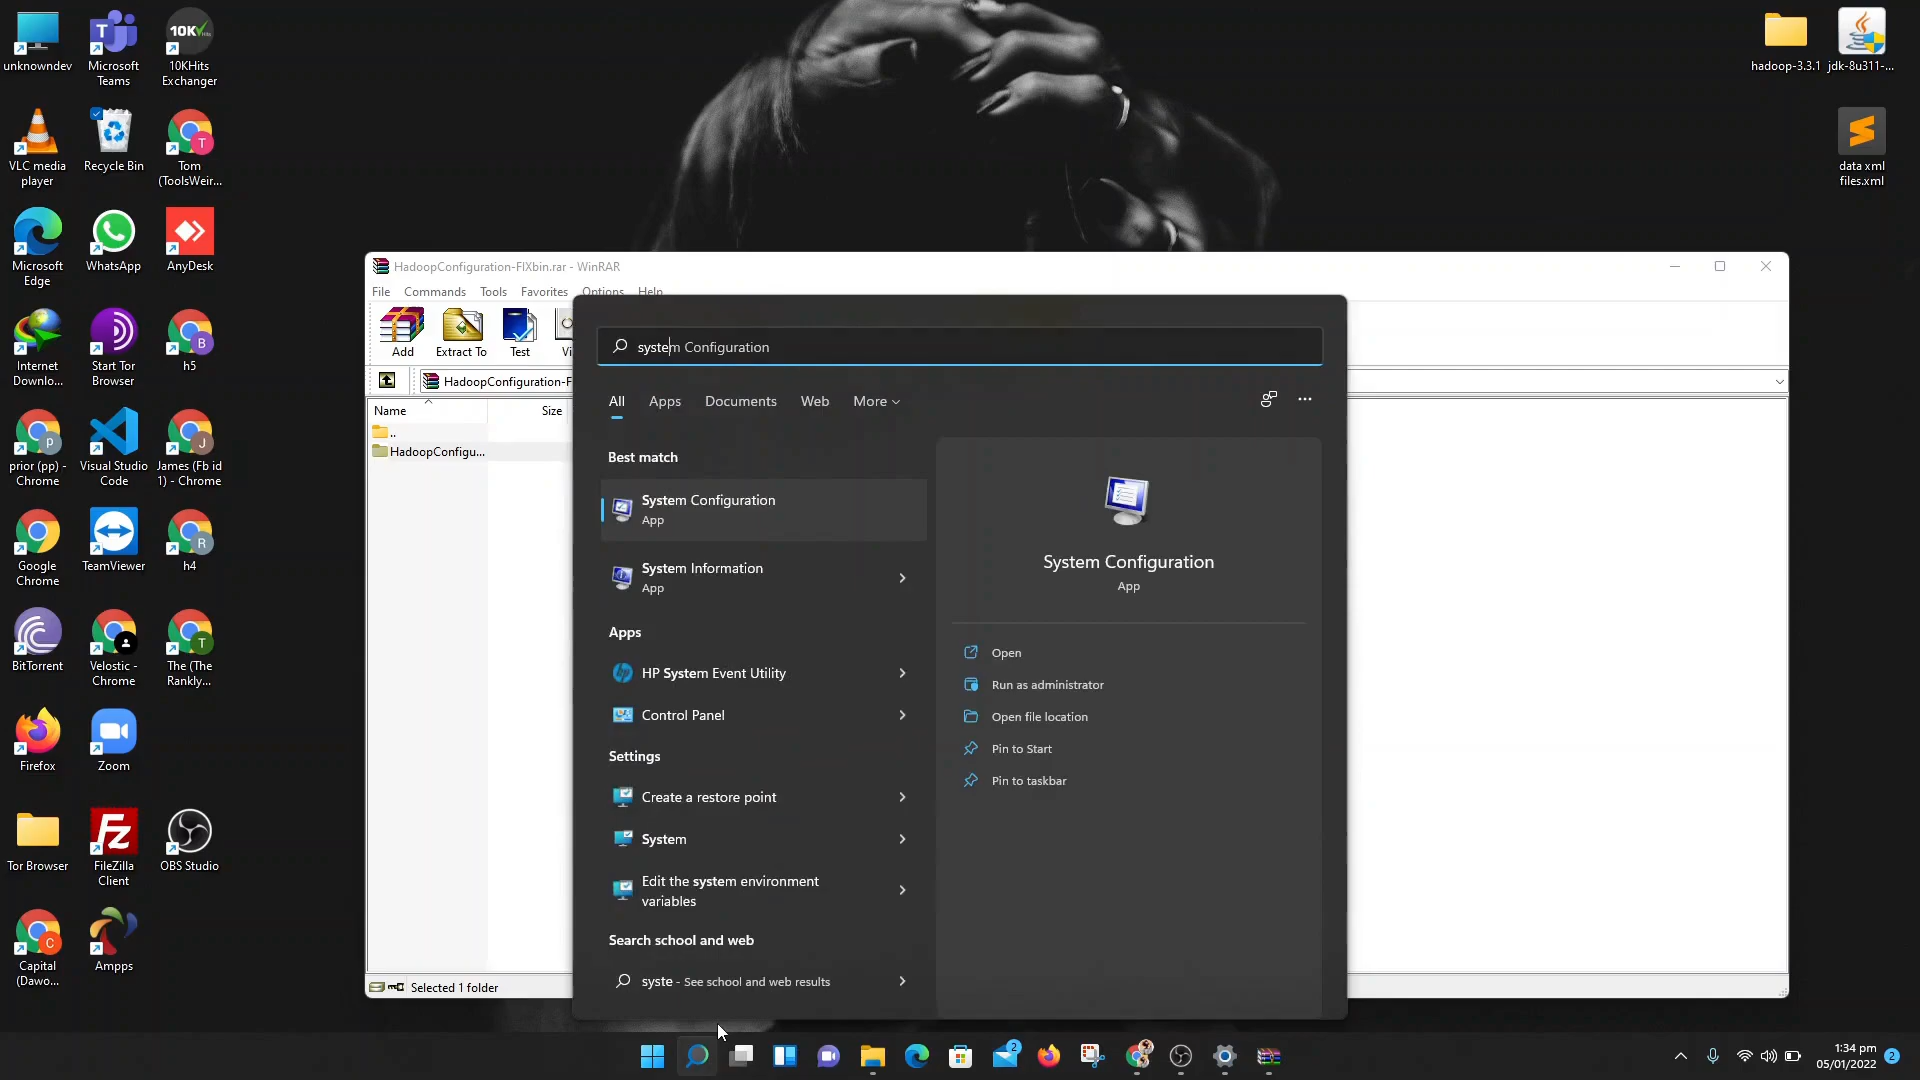 unknowndev
Microsoft
Teams
10K
Hits
10KHits
Exchanger
VLC media
player
Recycle Bin
Tom
(ToolsWeir...
T
Microsoft
Edge
WhatsApp
AnyDesk
Internet
Downlo...
Start Tor
Browser
B
h5
p
prior (pp) -
Chrome
Visual Studio
Code
J
James (Fb id
1) - Chrome
Google
Chrome
TeamViewer
R
h4
BitTorrent
Velostic -
Chrome
T
The (The
Rankly...
Firefox
Zoom
Tor Browser
Fz
FileZilla
Client
OBS Studio
C
Capital
(Dawo...
Ampps
hadoop-3.3.1
jdk-8u311-...
data xml
files.xml
HadoopConfiguration-FIXbin.rar - WinRAR
File Commands Tools Favorites Options Help
Add
Extract To
Test
Vi
HadoopConfiguration-F
Name
Size
..
HadoopConfigu...
Selected 1 folder
system Configuration
All
Apps
Documents
Web
More
Best match
System Configuration
App
System Information
App
Apps
HP System Event Utility
Control Panel
Settings
Create a restore point
System
Edit the system environment
variables
Search school and web
syste - See school and web results
System Configuration
App
Open
Run as administrator
Open file location
Pin to Start
Pin to taskbar
2
1:34 pm
05/01/2022
2